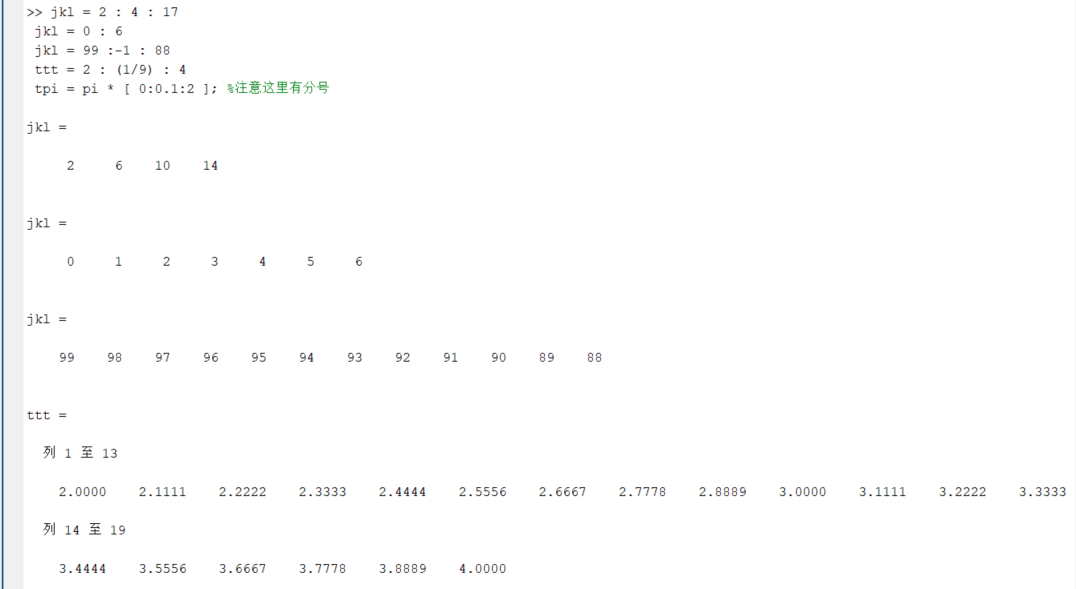 >> jkl = 2 : 4 : 17
jkl = 0 : 6
jkl = 99 :-1 : 88
ttt = 2 : (1/9) : 4
tpi = pi * [ 0:0.1:2 ]; %注意这里有分号
jkl =
2 6 10 14
jkl =
0 1 2 3 4 5 6
jkl =
99 98 97 96 95 94 93 92 91 90 89 88
ttt =
列 1 至 13
2.0000 2.1111 2.2222 2.3333 2.4444 2.5556 2.6667 2.7778 2.8889 3.0000 3.1111 3.2222 3.3333
列 14 至 19
3.4444 3.5556 3.6667 3.7778 3.8889 4.0000